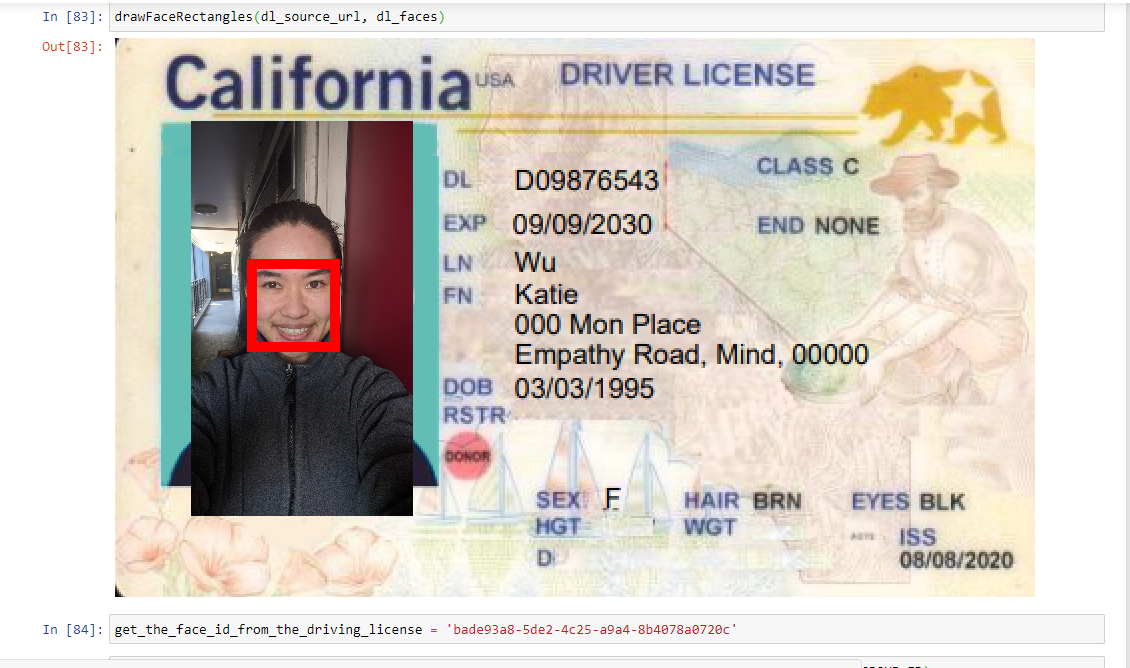 In [83]: drawFaceRectangles(dl_source_url, dl_faces)
Out[83]:
California USA DRIVER LICENSE
CLASS C
DL D09876543
EXP 09/09/2030
END NONE
LN Wu
FN Katie
000 Mon Place
Empathy Road, Mind, 00000
DOB 03/03/1995
RSTR
DONOR
SEX F HAIR BRN EYES BLK
HGT WGT
ISS
D
08/08/2020
In [84]: get_the_face_id_from_the_driving_license = 'bade93a8-5de2-4c25-a9a4-8b4078a0720c'